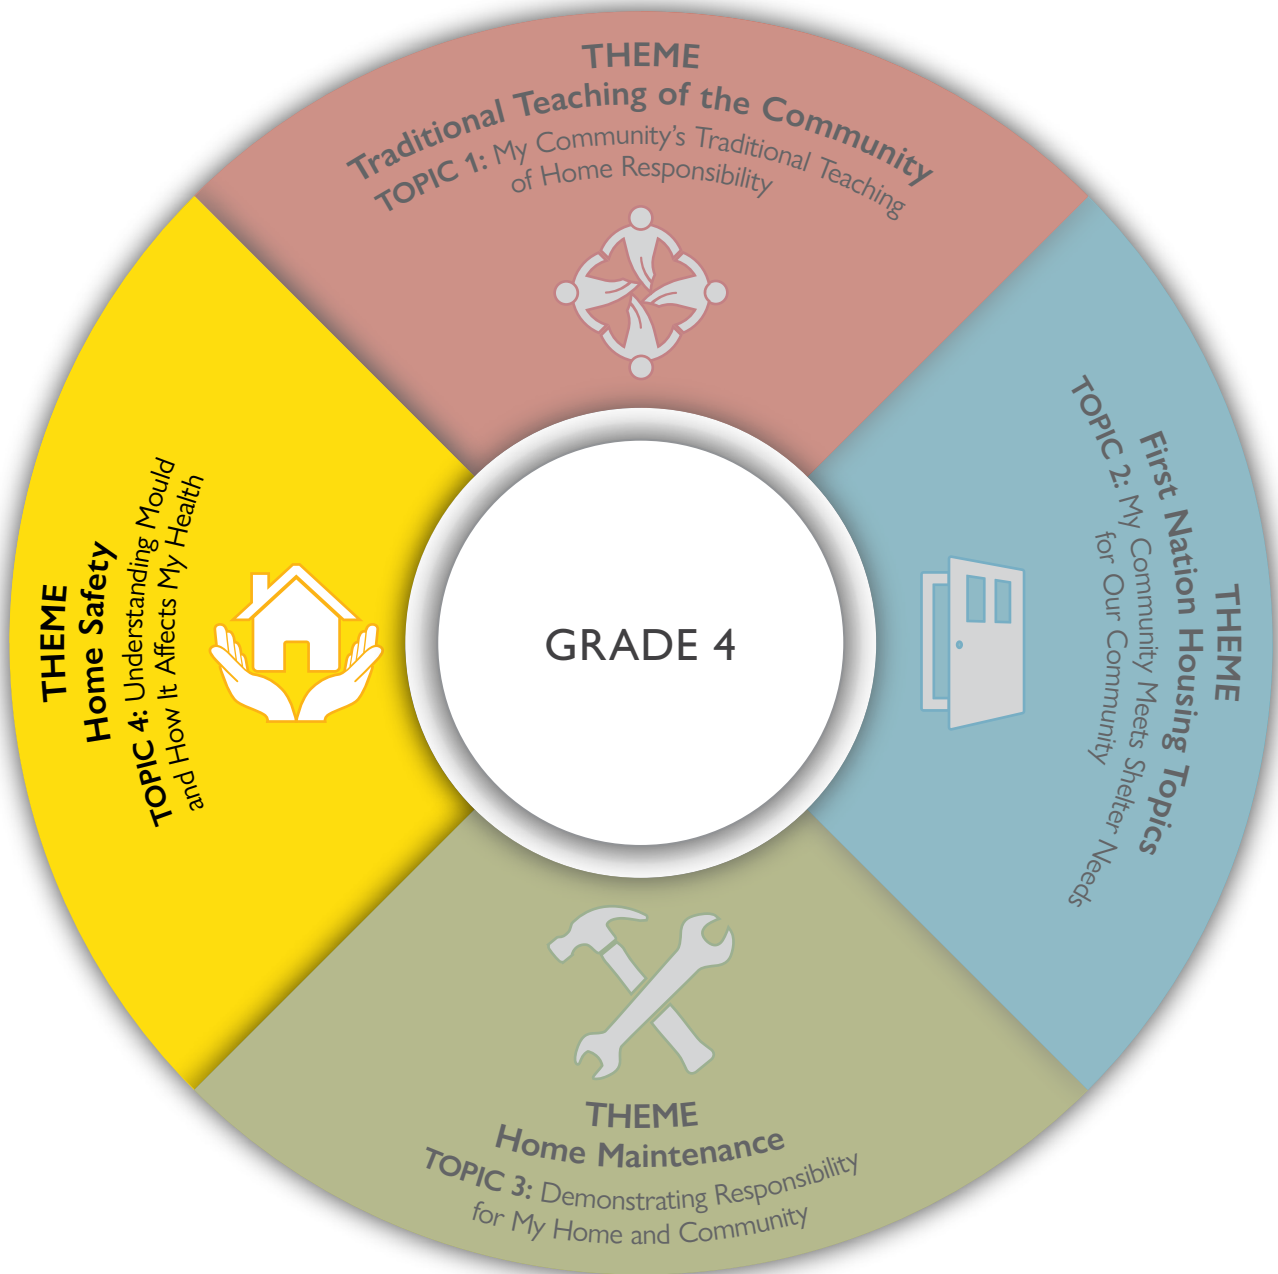 THEME
Traditional Teaching of the Community
TOPIC 1: My Community’s Traditional Teaching
of Home Responsibility
THEME
First Nation Housing Topics
TOPIC 2: My Community Meets Shelter Needs
for Our Community
THEME
Home Maintenance
TOPIC 3: Demonstrating Responsibility
for My Home and Community
THEME
Home Safety
TOPIC 4: Understanding Mould
and How It Affects My Health
GRADE 4